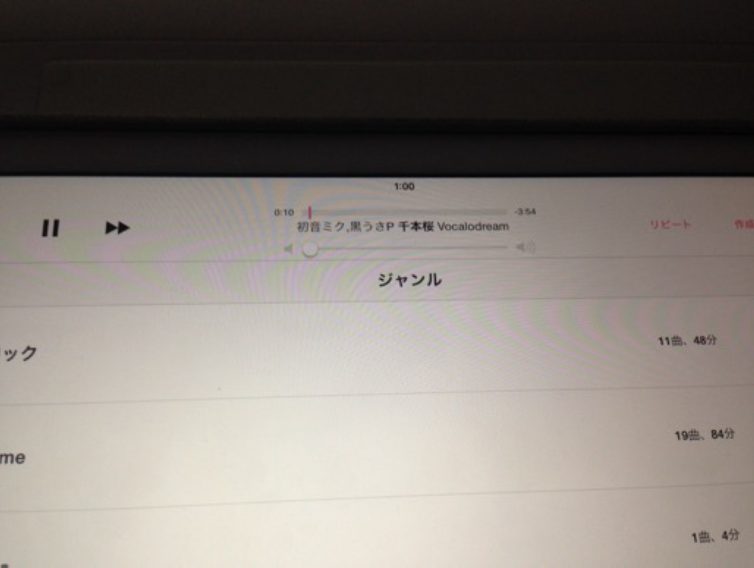 1:00
0:10
-3:54
初音ミク,黒うさP 千本桜 Vocalodream
リピート
作成
ジャンル
ック
11曲、48分
me
19曲、84分
1曲、4分